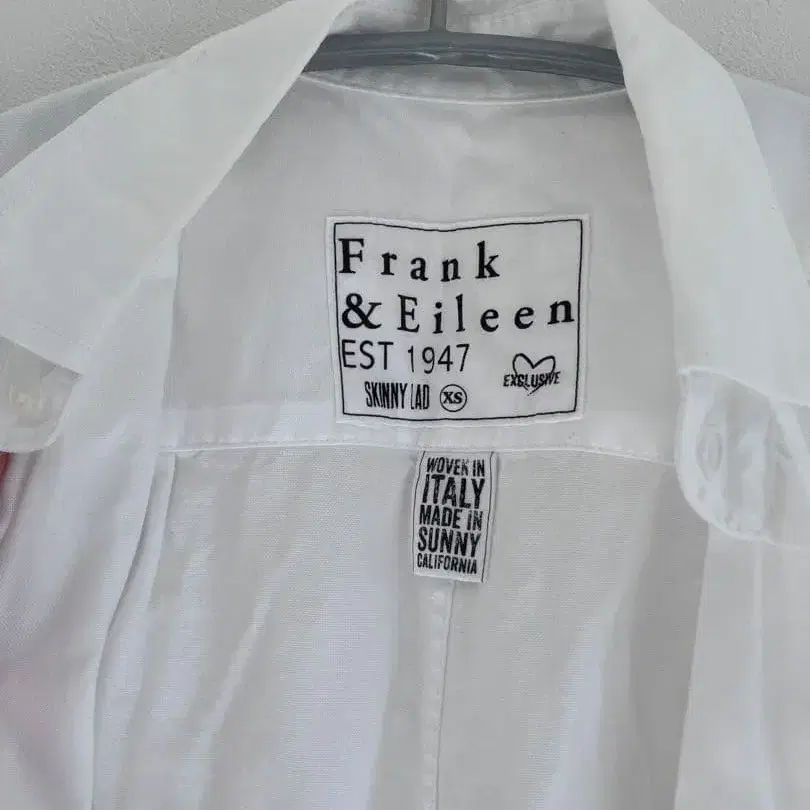 Frank
& Eileen
EST 1947
EXCLUSIVE
SKINNY LAD XS
WOVEN IN
ITALY
MADE IN
SUNNY
CALIFORNIA